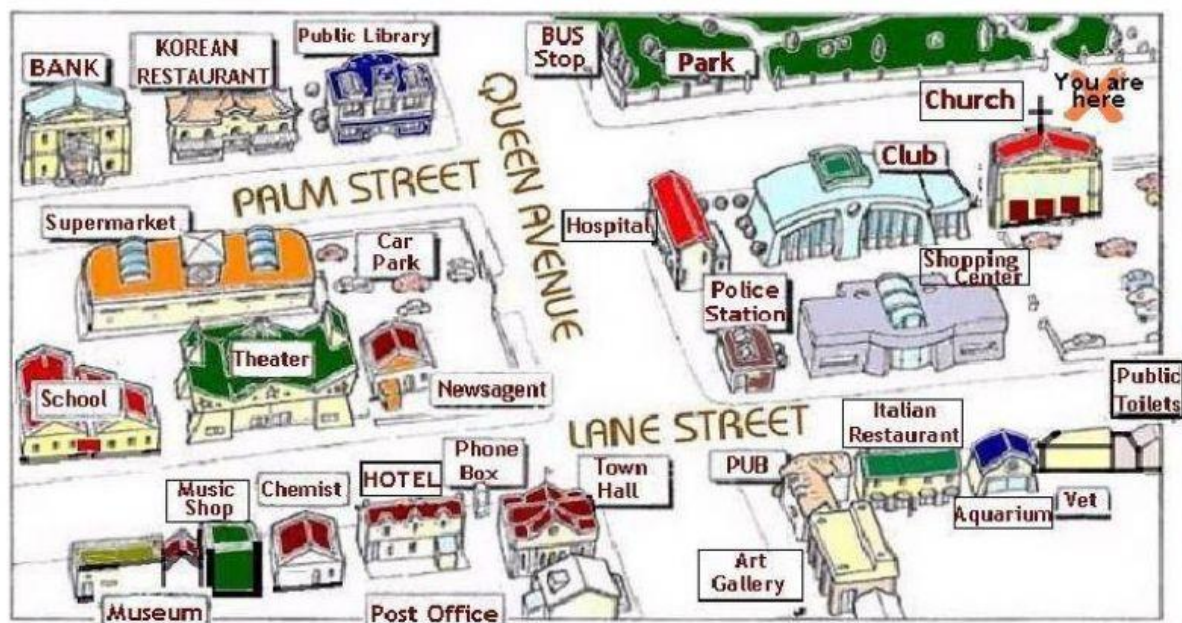 BANK
KOREAN
RESTAURANT
Public Library
QUEEN AVENUE
BUS
Stop
Park
You are
here
Church
Club
PALM STREET
Supermarket
Car
Park
Hospital
Shopping
Center
Police
Station
Theater
School
Newsagent
LANE STREET
Italian
Restaurant
Public
Toilets
PUB
Aquarium
Vet
Music
Shop
Chemist
HOTEL
Phone
Box
Town
Hall
Art
Gallery
Museum
Post Office